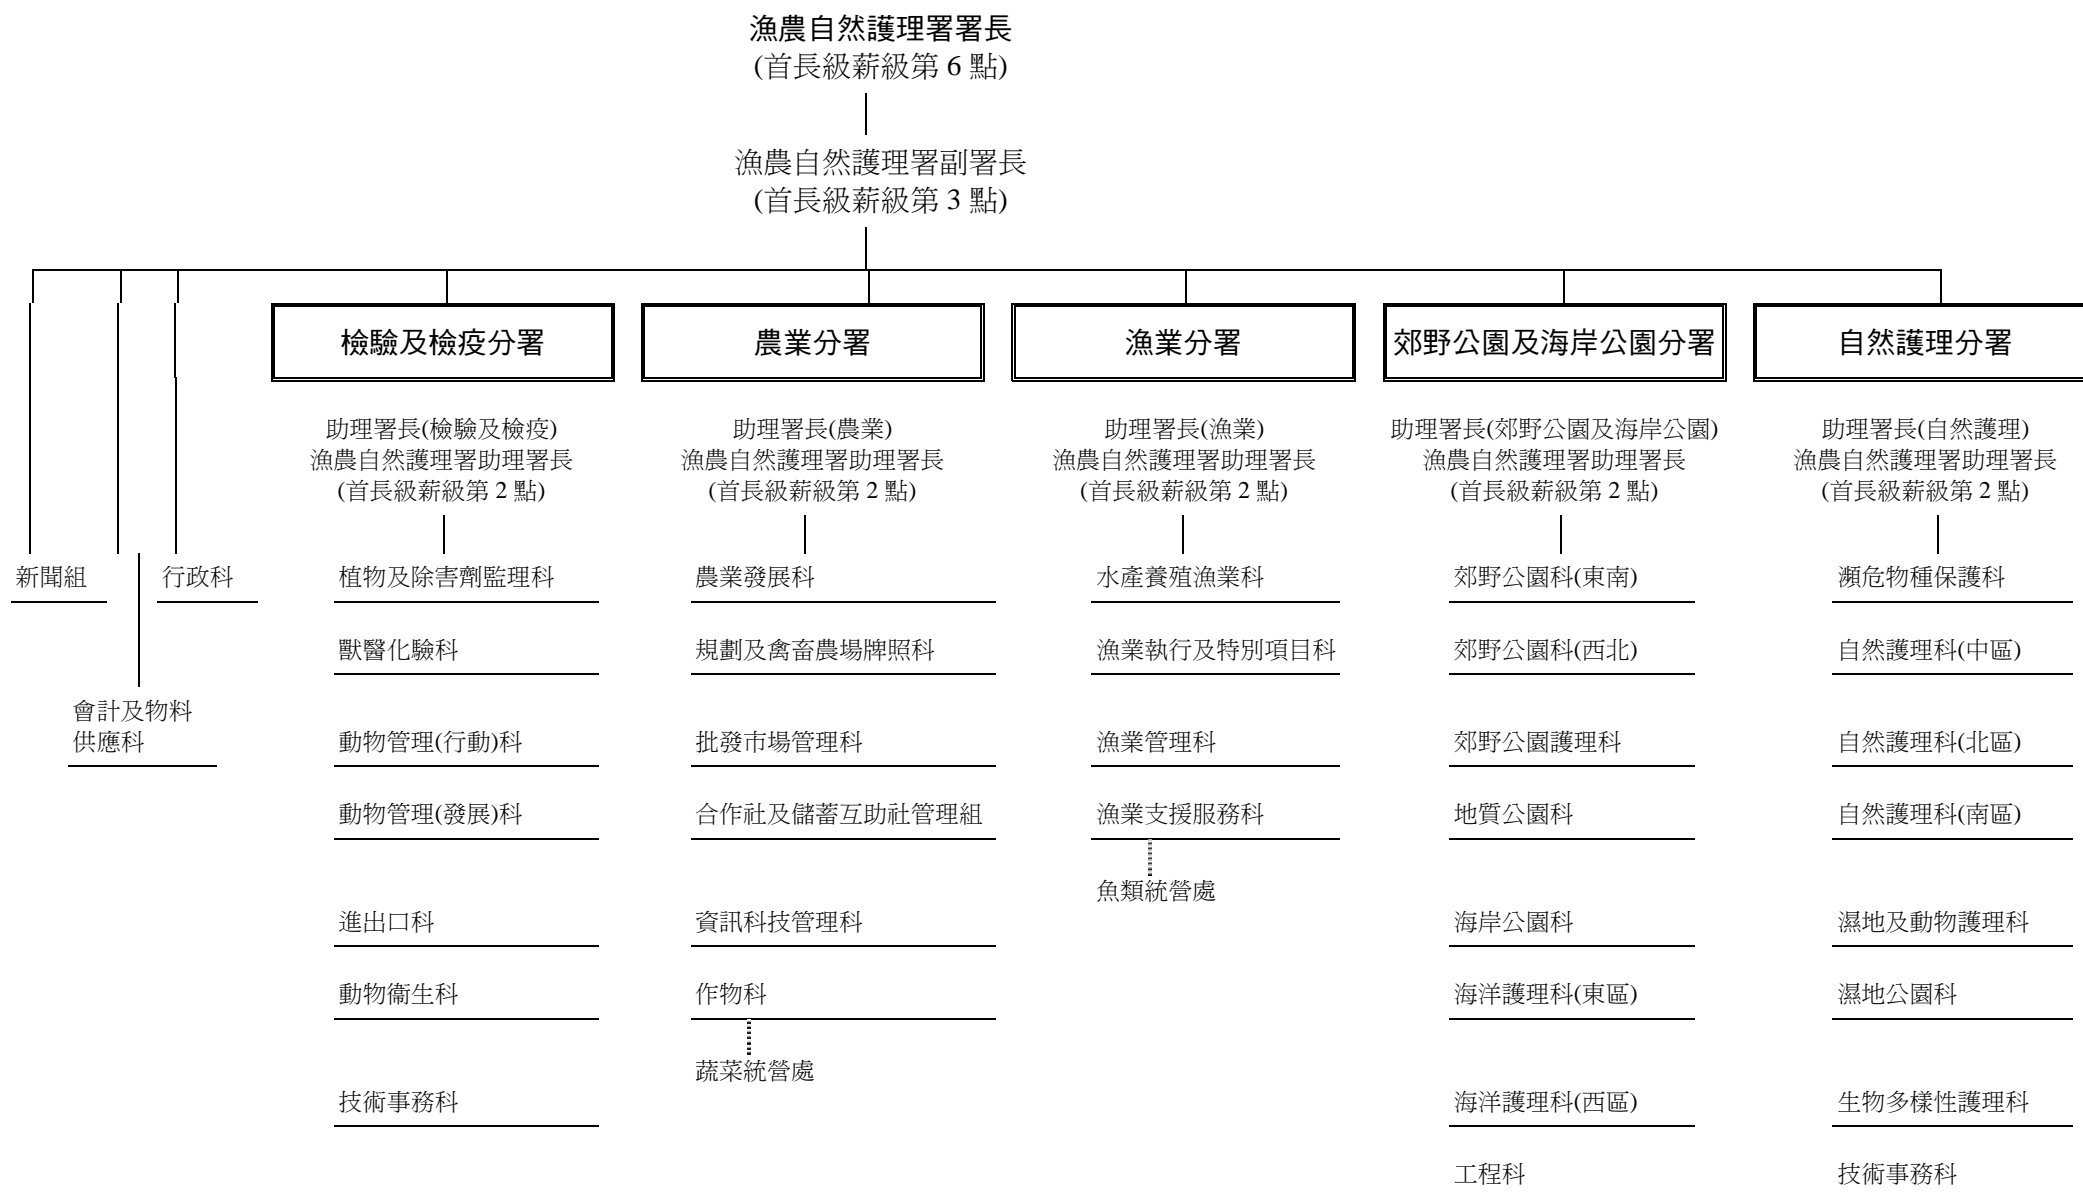 漁農自然護理署署長
(首長級薪級第 6 點)
漁農自然護理署副署長
(首長級薪級第 3 點)
新聞組
會計及物料
供應科
行政科
檢驗及檢疫分署
助理署長(檢驗及檢疫)
漁農自然護理署助理署長
(首長級薪級第 2 點)
植物及除害劑監理科
獸醫化驗科
動物管理(行動)科
動物管理(發展)科
進出口科
動物衞生科
技術事務科
農業分署
助理署長(農業)
漁農自然護理署助理署長
(首長級薪級第 2 點)
農業發展科
規劃及禽畜農場牌照科
批發市場管理科
合作社及儲蓄互助社管理組
資訊科技管理科
作物科
蔬菜統營處
漁業分署
助理署長(漁業)
漁農自然護理署助理署長
(首長級薪級第 2 點)
水產養殖漁業科
漁業執行及特別項目科
漁業管理科
漁業支援服務科
魚類統營處
郊野公園及海岸公園分署
助理署長(郊野公園及海岸公園)
漁農自然護理署助理署長
(首長級薪級第 2 點)
郊野公園科(東南)
郊野公園科(西北)
郊野公園護理科
地質公園科
海岸公園科
海洋護理科(東區)
海洋護理科(西區)
工程科
自然護理分署
助理署長(自然護理)
漁農自然護理署助理署長
(首長級薪級第 2 點)
瀕危物種保護科
自然護理科(中區)
自然護理科(北區)
自然護理科(南區)
濕地及動物護理科
濕地公園科
生物多樣性護理科
技術事務科